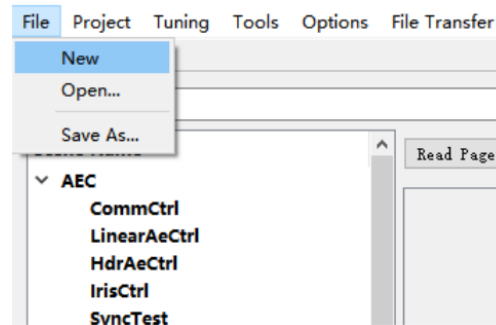 File Project Tuning Tools Options File Transfer
New
Open...
Save As...
Read Page
AEC
CommCtrl
LinearAeCtrl
HdrAeCtrl
IrisCtrl
SyncTest